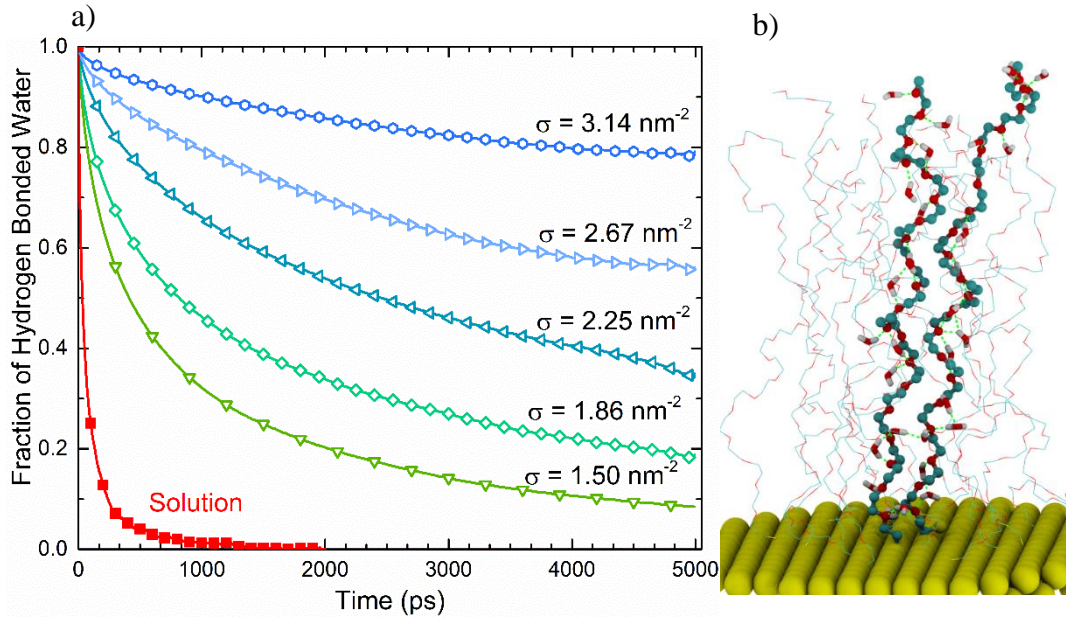 a)
b)
Fraction of Hydrogen Bonded Water
1.0
0.8
0.6
0.4
0.2
0.0
σ = 3.14 nm⁻²
σ = 2.67 nm⁻²
σ = 2.25 nm⁻²
σ = 1.86 nm⁻²
σ = 1.50 nm⁻²
Solution
0 1000 2000 3000 4000 5000
Time (ps)